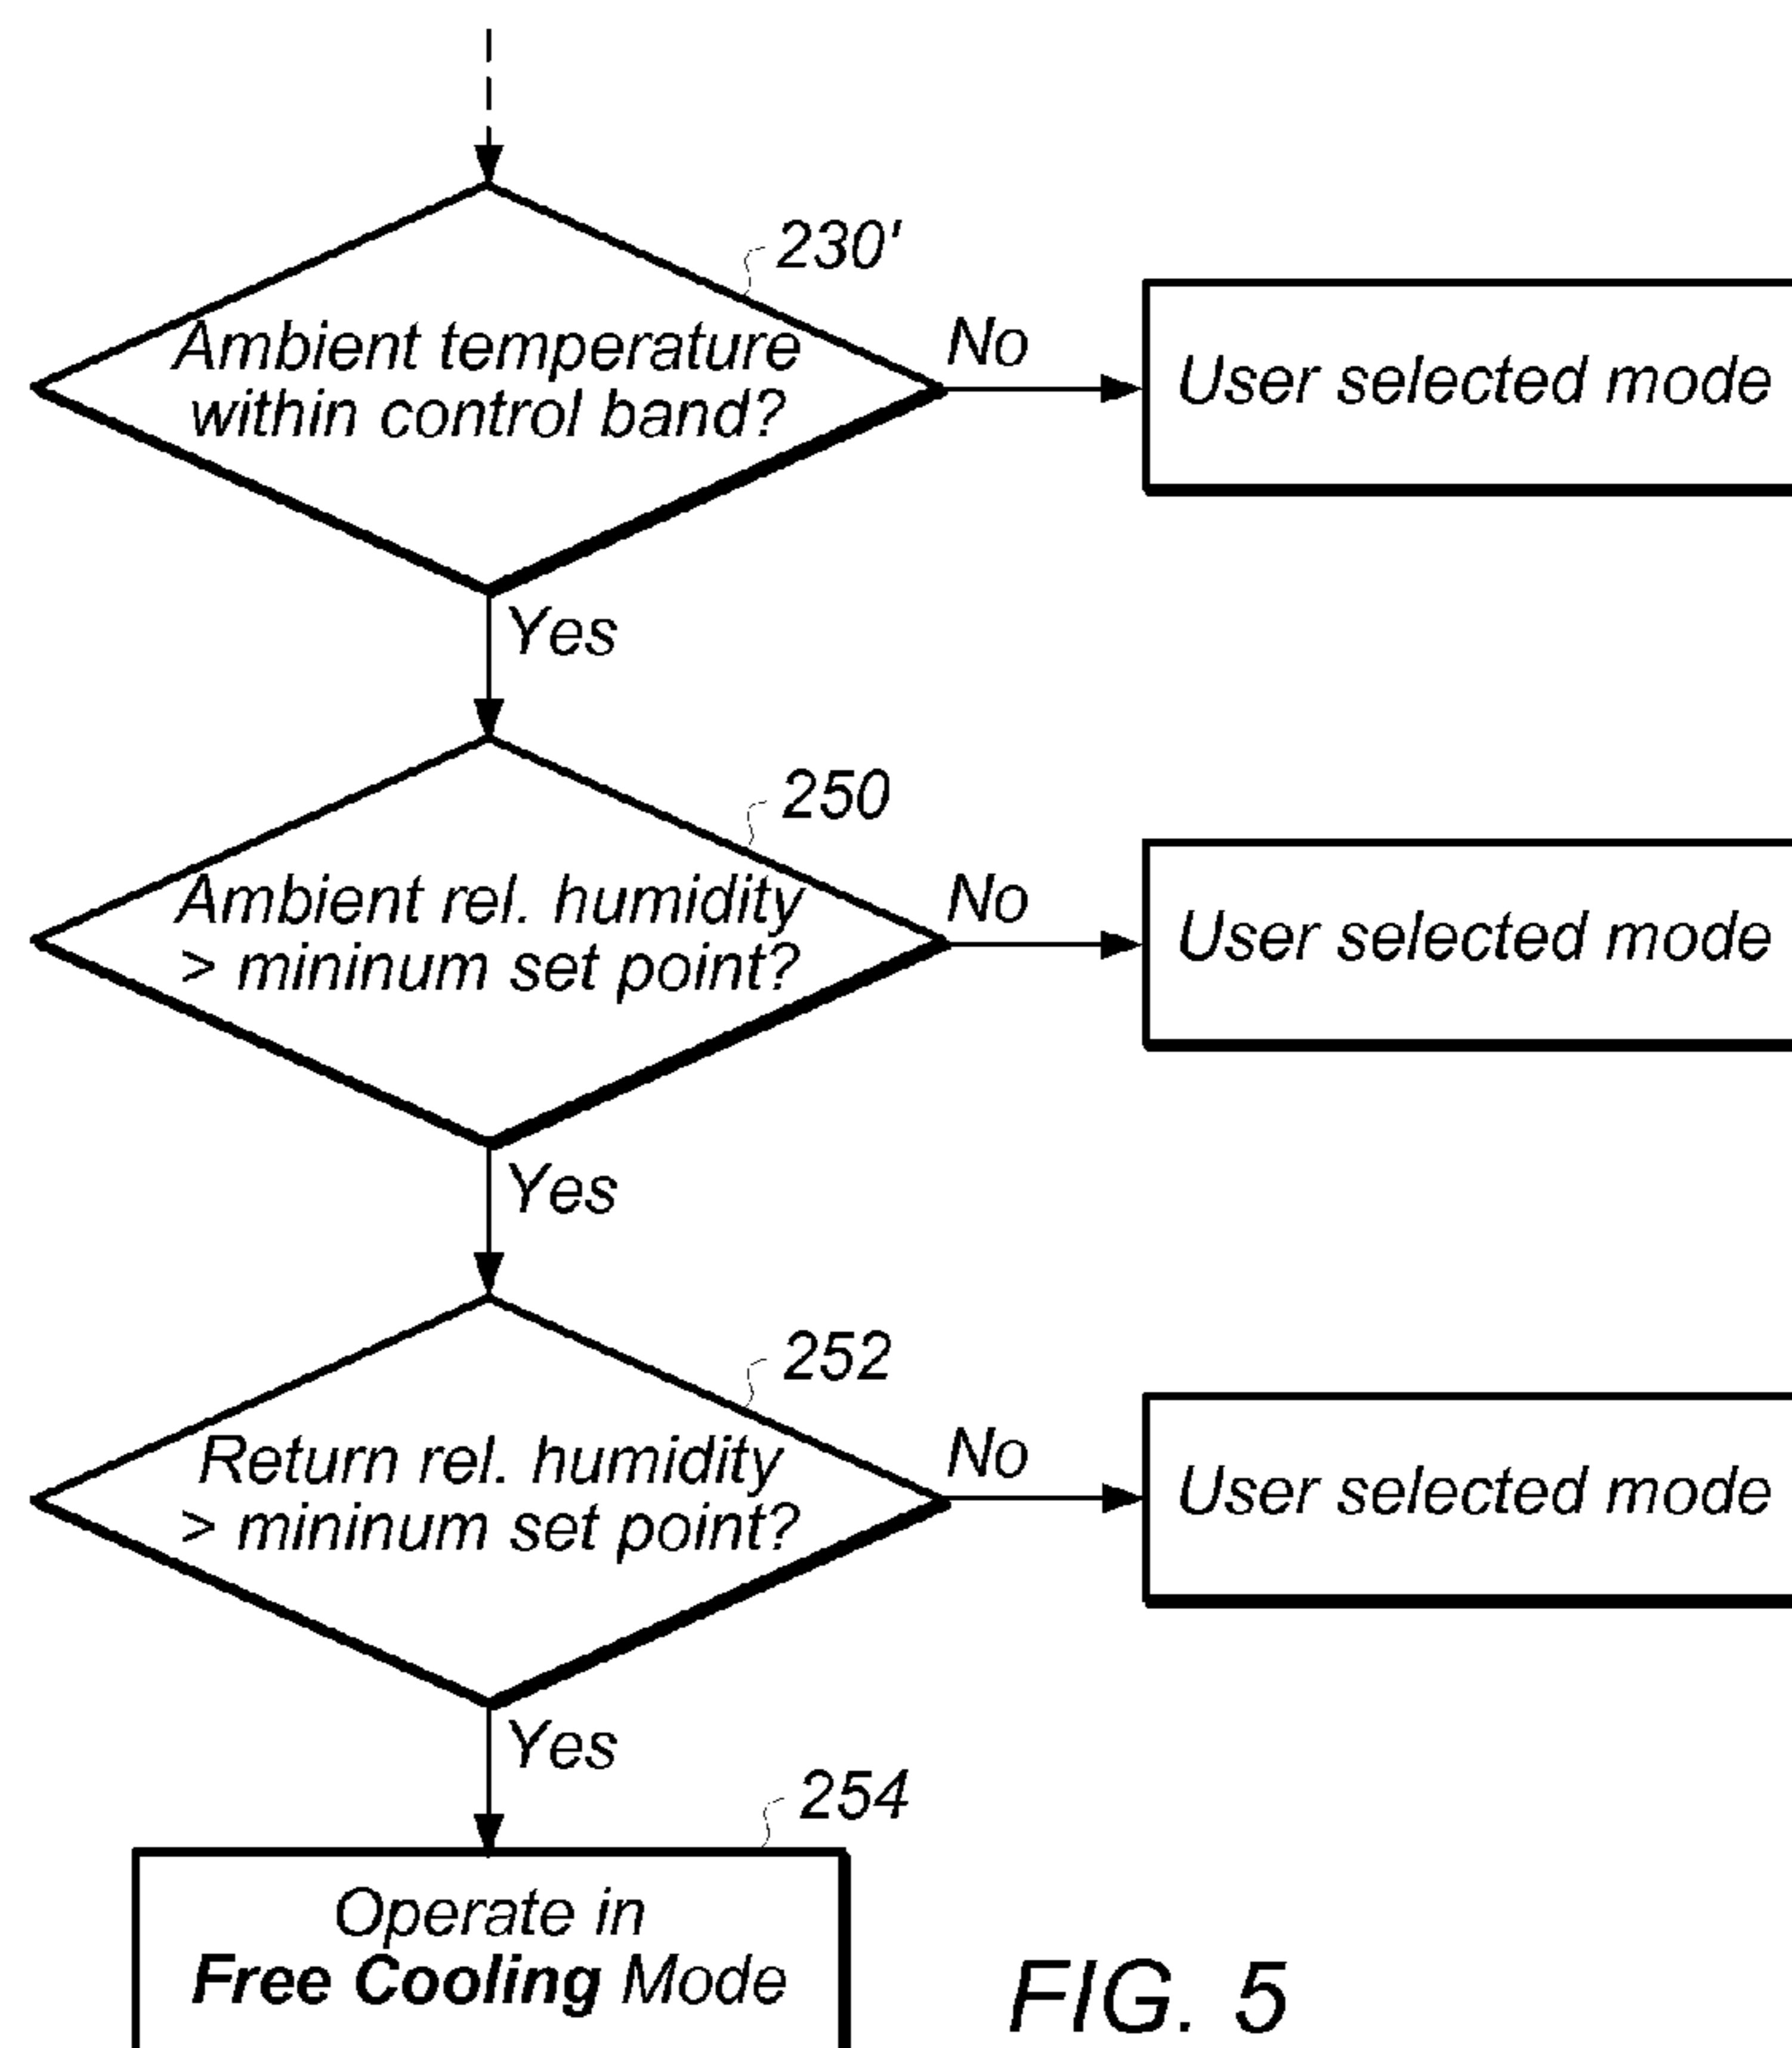 230'
Ambient temperature
within control band?
No
User selected mode
Yes
250
Ambient rel. humidity
> mininum set point?
No
User selected mode
Yes
252
Return rel. humidity
> mininum set point?
No
User selected mode
Yes
254
Operate in
Free Cooling Mode
FIG. 5